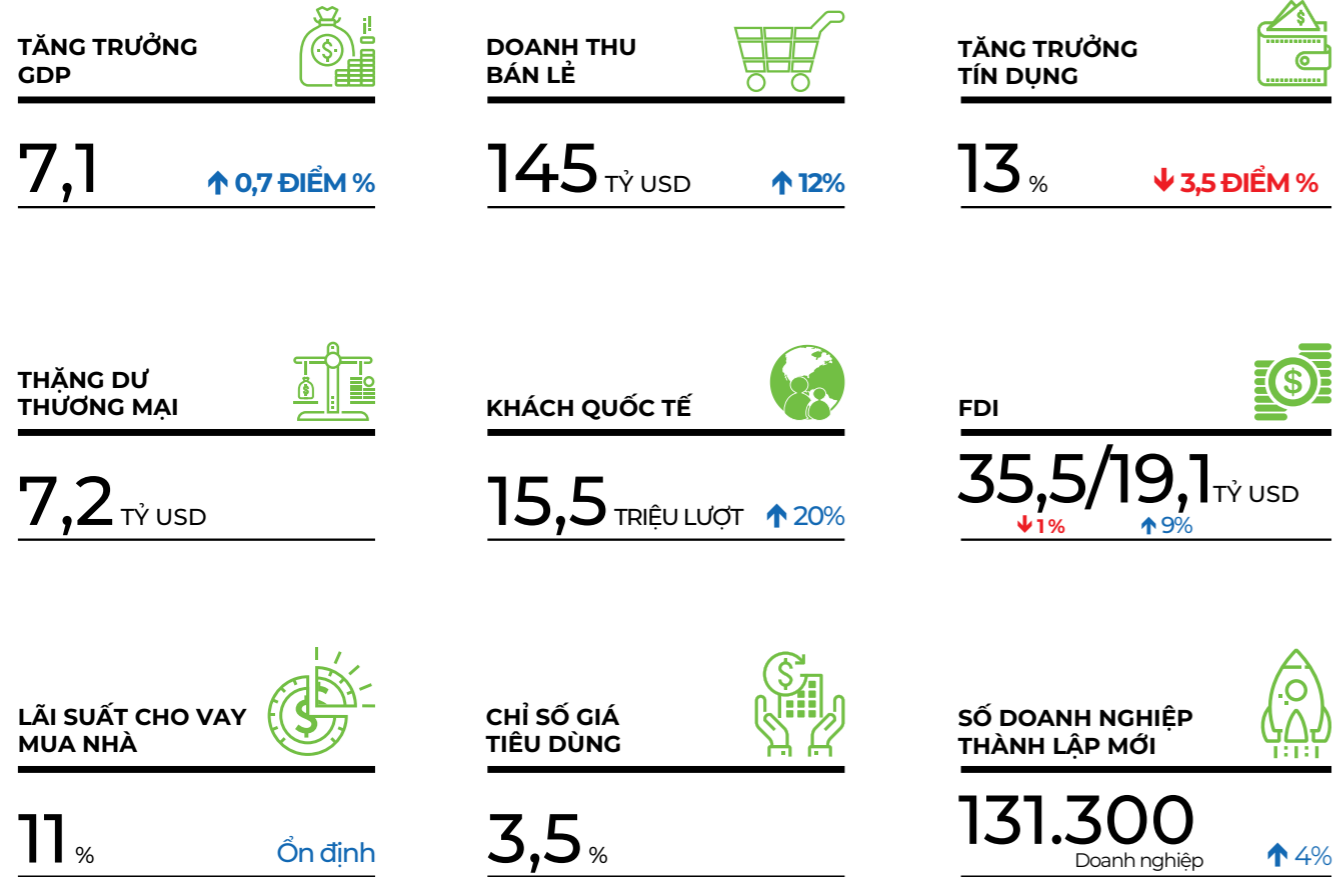 TĂNG TRƯỞNG
GDP
7,1 ↑ 0,7 ĐIỂM %
DOANH THU
BÁN LẺ
145 TỶ USD ↑ 12%
TĂNG TRƯỞNG
TÍN DỤNG
13 % ↓ 3,5 ĐIỂM %
THẶNG DƯ
THƯƠNG MẠI
7,2 TỶ USD
KHÁCH QUỐC TẾ
15,5 TRIỆU LƯỢT ↑ 20%
FDI
35,5/19,1 TỶ USD
↓ 1% ↑ 9%
LÃI SUẤT CHO VAY
MUA NHÀ
11 % Ổn định
CHỈ SỐ GIÁ
TIÊU DÙNG
3,5 %
SỐ DOANH NGHIỆP
THÀNH LẬP MỚI
131.300
Doanh nghiệp ↑ 4%